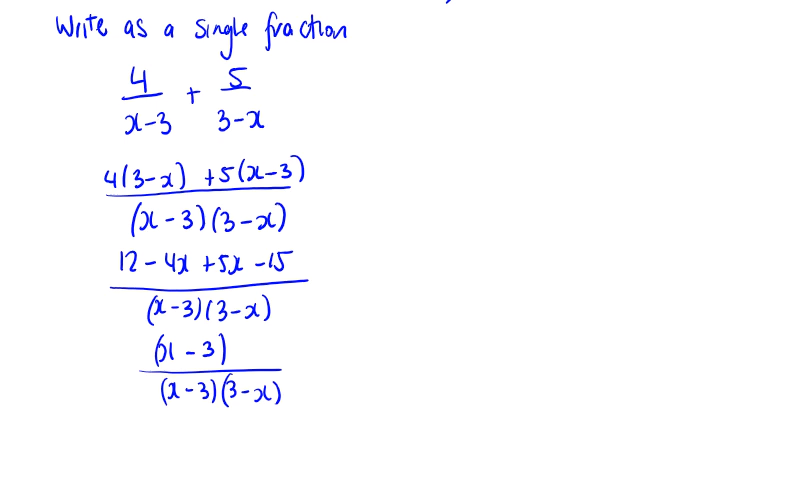 Write as a single fraction
4/(x-3) + 5/(3-x)
(4(3-x) +5(x-3))/((x-3)(3-x))
(12-4x+5x-15)/((x-3)(3-x))
(x-3)/((x-3)(3-x))